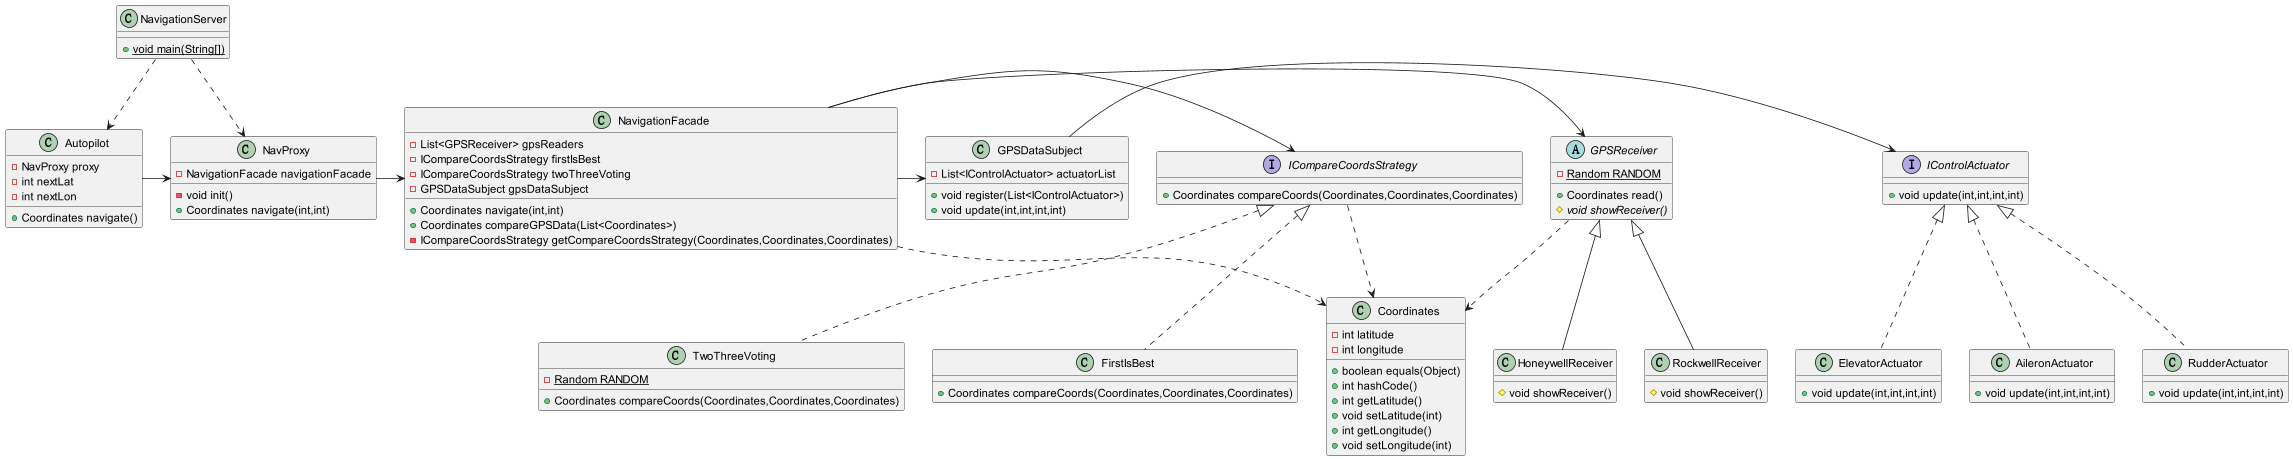 NavigationServer
void main(String[])
Autopilot
NavProxy proxy
int nextLat
int nextLon
Coordinates navigate()
NavProxy
NavigationFacade navigationFacade
void init()
Coordinates navigate(int,int)
NavigationFacade
List<GPSReceiver> gpsReaders
ICompareCoordsStrategy firstIsBest
ICompareCoordsStrategy twoThreeVoting
GPSDataSubject gpsDataSubject
Coordinates navigate(int,int)
Coordinates compareGPSData(List<Coordinates>)
ICompareCoordsStrategy getCompareCoordsStrategy(Coordinates,Coordinates,Coordinates)
GPSDataSubject
List<IControlActuator> actuatorList
void register(List<IControlActuator>)
void update(int,int,int,int)
ICompareCoordsStrategy
Coordinates compareCoords(Coordinates,Coordinates,Coordinates)
GPSReceiver
Random RANDOM
Coordinates read()
void showReceiver()
IControlActuator
void update(int,int,int,int)
TwoThreeVoting
Random RANDOM
Coordinates compareCoords(Coordinates,Coordinates,Coordinates)
FirstIsBest
Coordinates compareCoords(Coordinates,Coordinates,Coordinates)
Coordinates
int latitude
int longitude
boolean equals(Object)
int hashCode()
int getLatitude()
void setLatitude(int)
int getLongitude()
void setLongitude(int)
HoneywellReceiver
void showReceiver()
RockwellReceiver
void showReceiver()
ElevatorActuator
void update(int,int,int,int)
AileronActuator
void update(int,int,int,int)
RudderActuator
void update(int,int,int,int)